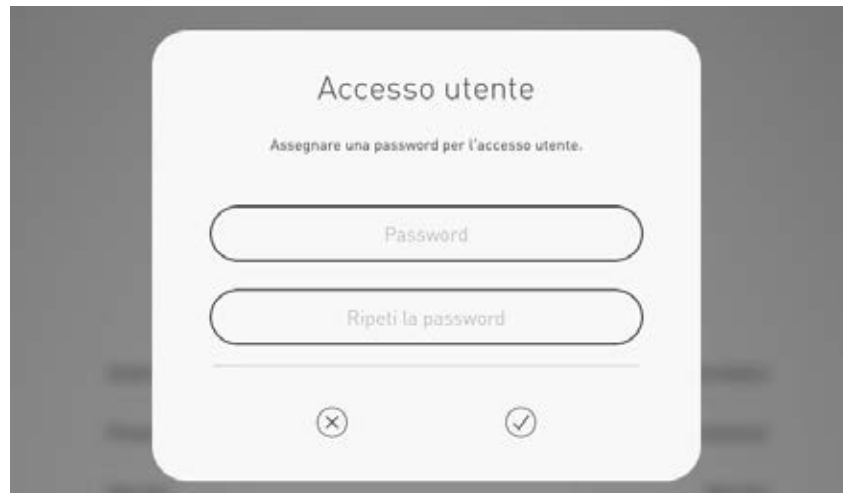 Accesso utente
Assegnare una password per l'accesso utente.
Password
Ripeti la password